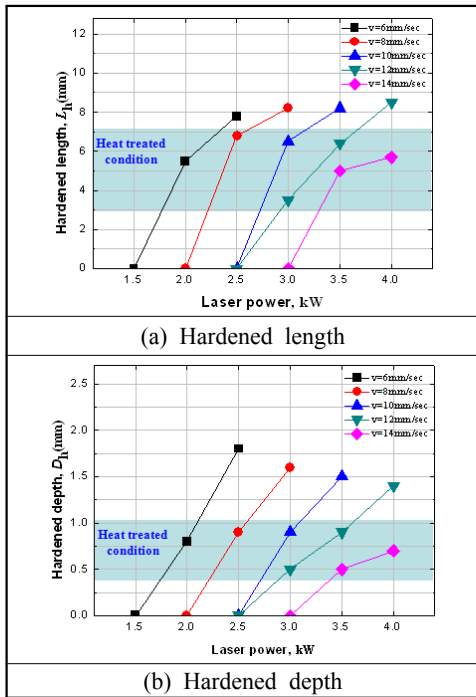 v=6mm/sec
v=8mm/sec
v=10mm/sec
v=12mm/sec
v=14mm/sec
Hardened length, Lh(mm)
12
10
8
6
4
2
0
Heat treated
condition
1.5 2.0 2.5 3.0 3.5 4.0
Laser power, kW
(a) Hardened length
v=6mm/sec
v=8mm/sec
v=10mm/sec
v=12mm/sec
v=14mm/sec
Hardened depth, Dh(mm)
2.5
2.0
1.5
1.0
0.5
0.0
Heat treated
condition
1.5 2.0 2.5 3.0 3.5 4.0
Laser power, kW
(b) Hardened depth